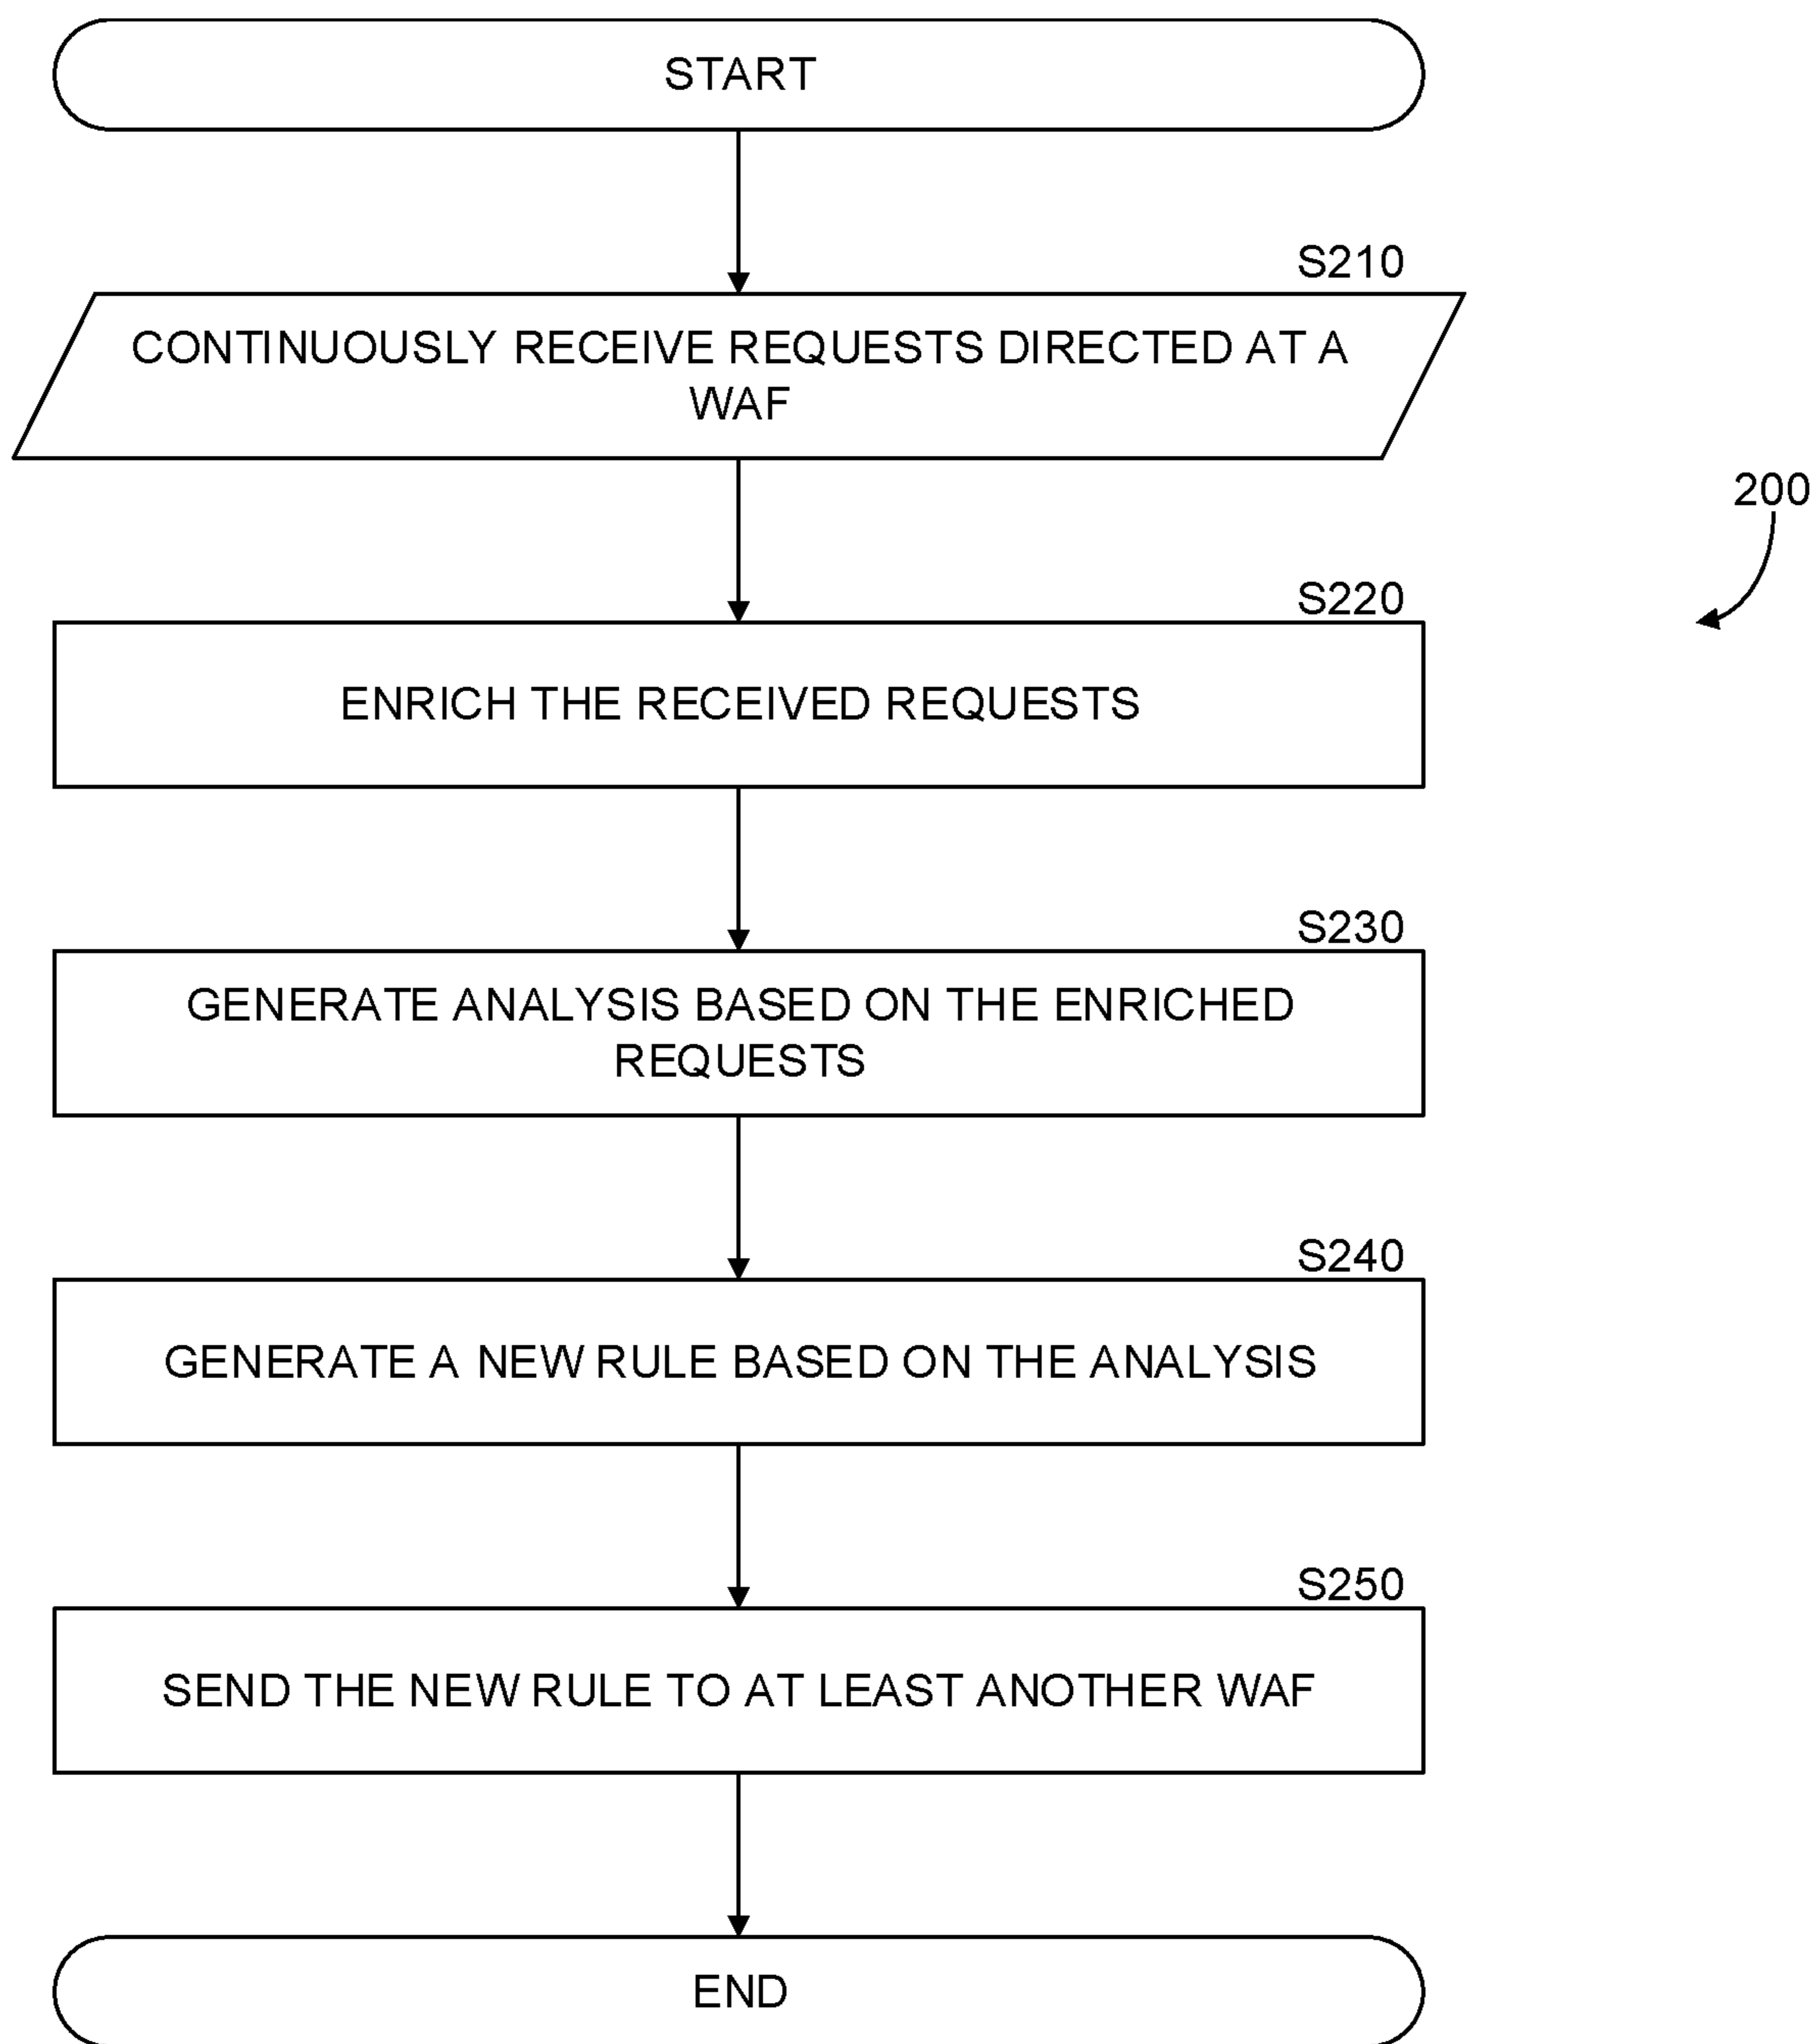 START
S210
CONTINUOUSLY RECEIVE REQUESTS DIRECTED AT A
WAF
200
S220
ENRICH THE RECEIVED REQUESTS
S230
GENERATE ANALYSIS BASED ON THE ENRICHED
REQUESTS
S240
GENERATE A NEW RULE BASED ON THE ANALYSIS
S250
SEND THE NEW RULE TO AT LEAST ANOTHER WAF
END